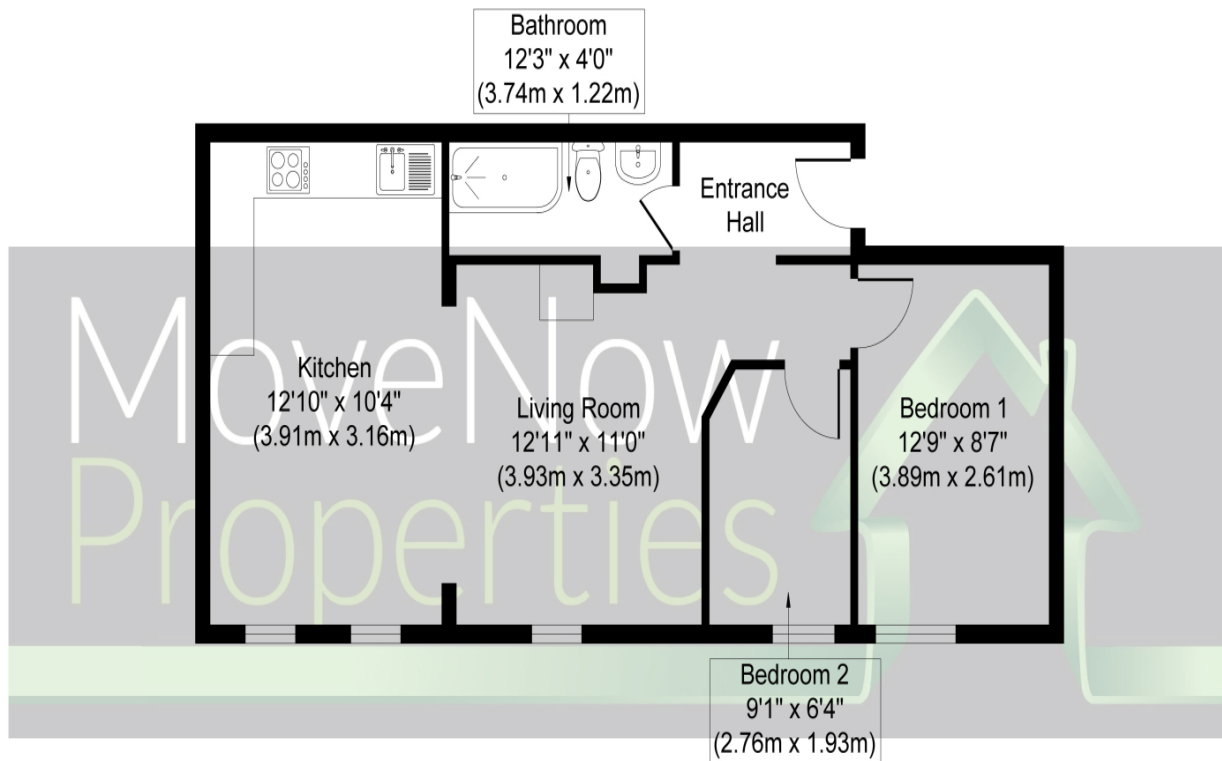 Bathroom
12'3" x 4'0"
(3.74m x 1.22m)
Entrance
Hall
MoveNow
Properties
Kitchen
12'10" x 10'4"
(3.91m x 3.16m)
Living Room
12'11" x 11'0"
(3.93m x 3.35m)
Bedroom 1
12'9" x 8'7"
(3.89m x 2.61m)
Bedroom 2
9'1" x 6'4"
(2.76m x 1.93m)